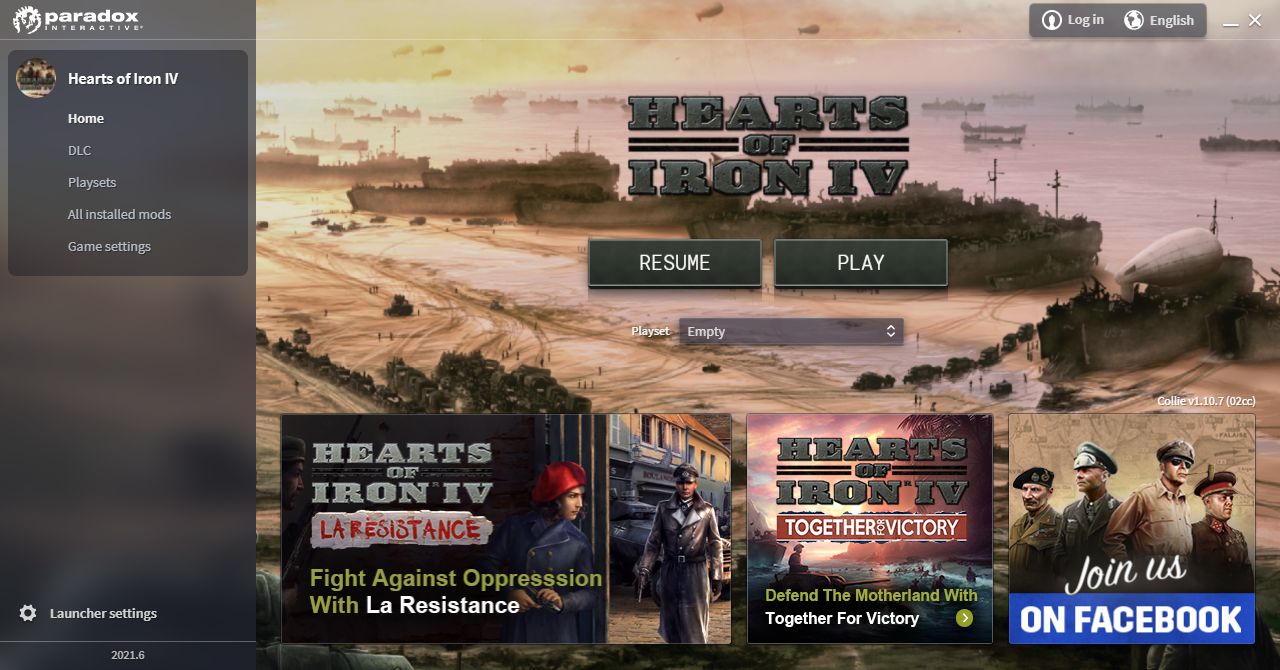 paradox
INTERACTIVE
Log in
English
Hearts of Iron IV
Home
DLC
Playsets
All installed mods
Game settings
HEARTS
OF
IRON IV
RESUME
PLAY
Playset
Empty
Collie v1.10.7 (02cc)
HEARTS
OF
IRON IV
LA RÉSISTANCE
Fight Against Oppresssion
With La Resistance
HEARTS
OF
IRON IV
TOGETHER FOR VICTORY
Defend The Motherland With
Together For Victory
FALAISE
Join us
ON FACEBOOK
Launcher settings
2021.6